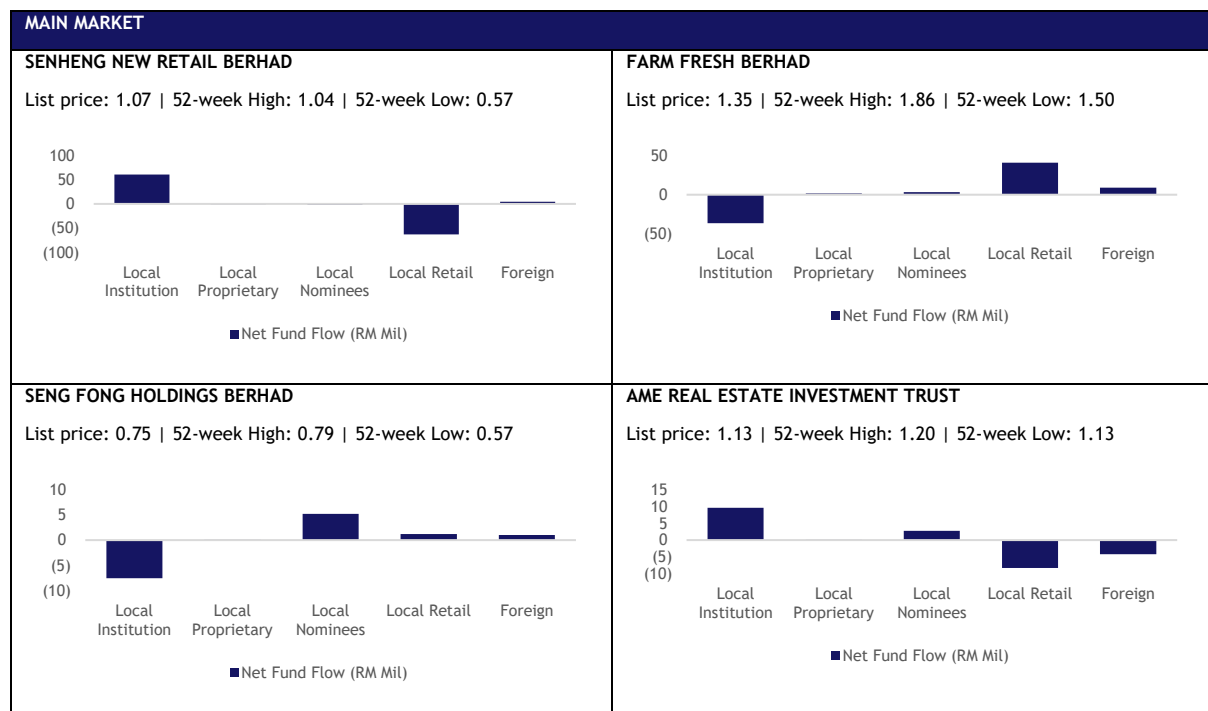 MAIN MARKET
SENHENG NEW RETAIL BERHAD
List price: 1.07 | 52-week High: 1.04 | 52-week Low: 0.57
100
50
0
(50)
(100)
Local Institution
Local Proprietary
Local Nominees
Local Retail
Foreign
Net Fund Flow (RM Mil)
FARM FRESH BERHAD
List price: 1.35 | 52-week High: 1.86 | 52-week Low: 1.50
50
0
(50)
Local Institution
Local Proprietary
Local Nominees
Local Retail
Foreign
Net Fund Flow (RM Mil)
SENG FONG HOLDINGS BERHAD
List price: 0.75 | 52-week High: 0.79 | 52-week Low: 0.57
10
5
0
(5)
(10)
Local Institution
Local Proprietary
Local Nominees
Local Retail
Foreign
Net Fund Flow (RM Mil)
AME REAL ESTATE INVESTMENT TRUST
List price: 1.13 | 52-week High: 1.20 | 52-week Low: 1.13
15
10
5
0
(5)
(10)
Local Institution
Local Proprietary
Local Nominees
Local Retail
Foreign
Net Fund Flow (RM Mil)